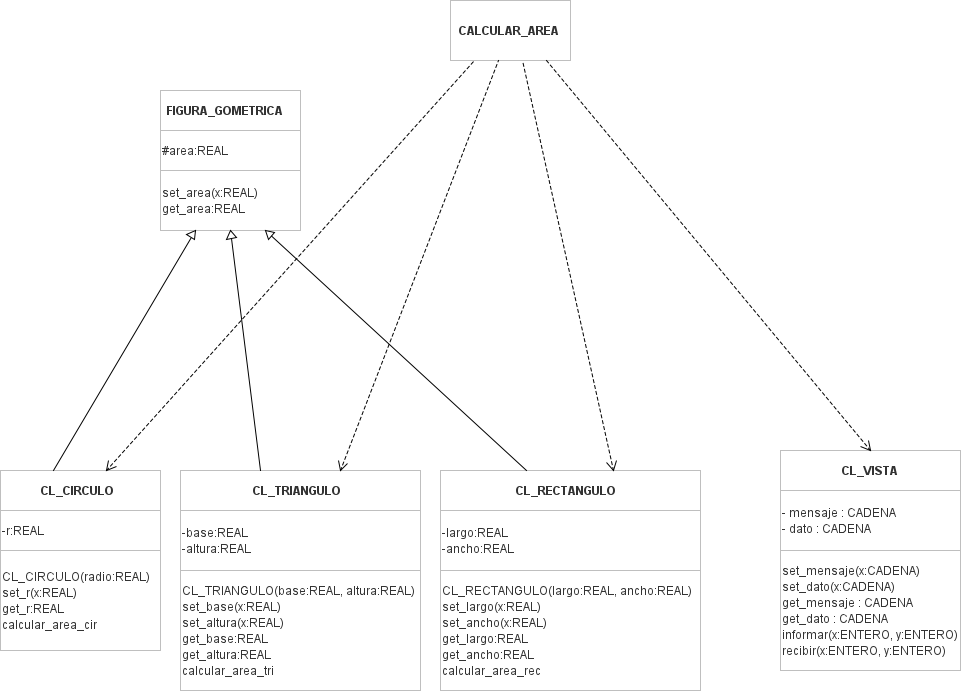 CALCULAR_AREA
FIGURA_GOMETRICA
#area:REAL
set_area(x:REAL)
get_area:REAL
CL_CIRCULO
-r:REAL
CL_CIRCULO(radio:REAL)
set_r(x:REAL)
get_r:REAL
calcular_area_cir
CL_TRIANGULO
-base:REAL
-altura:REAL
CL_TRIANGULO(base:REAL, altura:REAL)
set_base(x:REAL)
set_altura(x:REAL)
get_base:REAL
get_altura:REAL
calcular_area_tri
CL_RECTANGULO
-largo:REAL
-ancho:REAL
CL_RECTANGULO(largo:REAL, ancho:REAL)
set_largo(x:REAL)
set_ancho(x:REAL)
get_largo:REAL
get_ancho:REAL
calcular_area_rec
CL_VISTA
- mensaje : CADENA
- dato : CADENA
set_mensaje(x:CADENA)
set_dato(x:CADENA)
get_mensaje : CADENA
get_dato : CADENA
informar(x:ENTERO, y:ENTERO)
recibir(x:ENTERO, y:ENTERO)